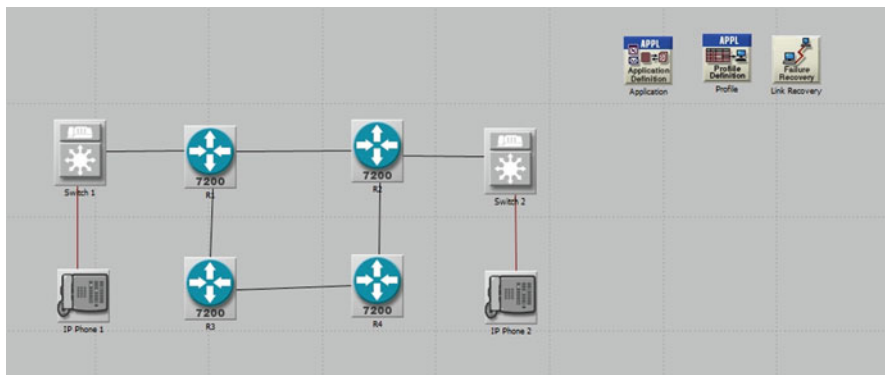 APPL
Application
Definition
Application
APPL
Profile
Definition
Profile
Failure
Recovery
Link Recovery
Switch 1
7200
R1
7200
R2
Switch 2
IP Phone 1
7200
R3
7200
R4
IP Phone 2